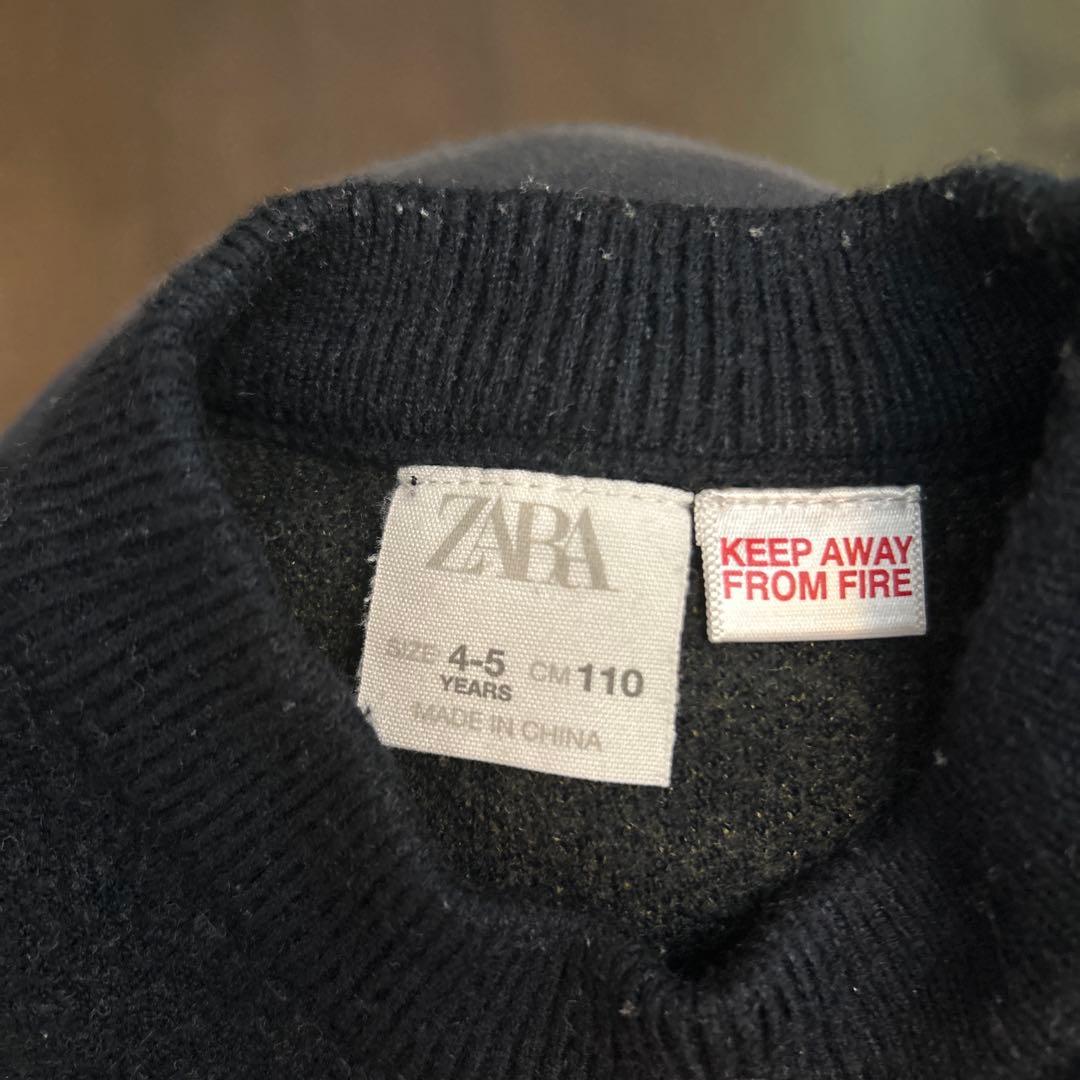 ZARA
SIZE 4-5 CM 110
YEARS
MADE IN CHINA
KEEP AWAY
FROM FIRE